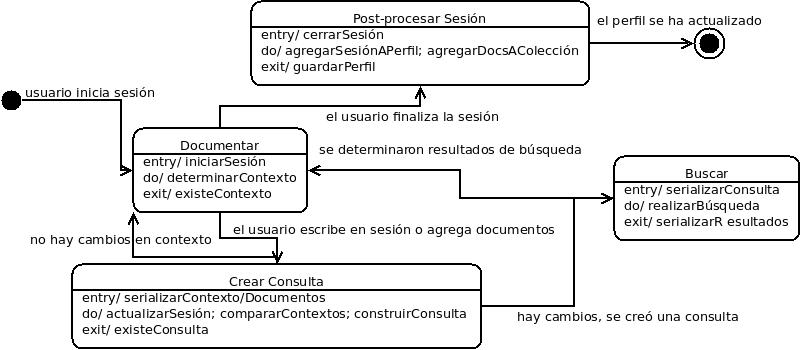 Post-procesar Sesión
entry/ cerrarSesión
do/ agregarSesiónAPerfil; agregarDocsAColección
exit/ guardarPerfil
el perfil se ha actualizado
usuario inicia sesión
el usuario finaliza la sesión
Documentar
entry/ iniciarSesión
do/ determinarContexto
exit/ existeContexto
se determinaron resultados de búsqueda
Buscar
entry/ serializarConsulta
do/ realizarBúsqueda
exit/ serializarR esultados
no hay cambios en contexto
el usuario escribe en sesión o agrega documentos
Crear Consulta
entry/ serializarContexto/Documentos
do/ actualizarSesión; compararContextos; construirConsulta
exit/ existeConsulta
hay cambios, se creó una consulta